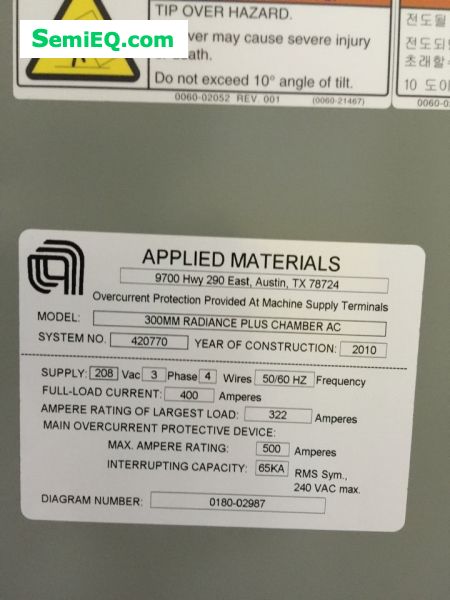 TIP OVER HAZARD.
SemiEQ.com
ver may cause severe injury
death.
Do not exceed 10° angle of tilt.
0060-02052 REV. 001 (0060-21467)
전도될
초래할
10 도
0060-0
APPLIED MATERIALS
9700 Hwy 290 East, Austin, TX 78724
Overcurrent Protection Provided At Machine Supply Terminals
MODEL: 300MM RADIANCE PLUS CHAMBER AC
SYSTEM NO. 420770 YEAR OF CONSTRUCTION: 2010
SUPPLY: 208 Vac 3 Phase 4 Wires 50/60 HZ Frequency
FULL-LOAD CURRENT: 400 Amperes
AMPERE RATING OF LARGEST LOAD: 322 Amperes
MAIN OVERCURRENT PROTECTIVE DEVICE:
MAX. AMPERE RATING: 500 Amperes
INTERRUPTING CAPACITY: 65KA RMS Sym.,
240 VAC max.
DIAGRAM NUMBER: 0180-02987